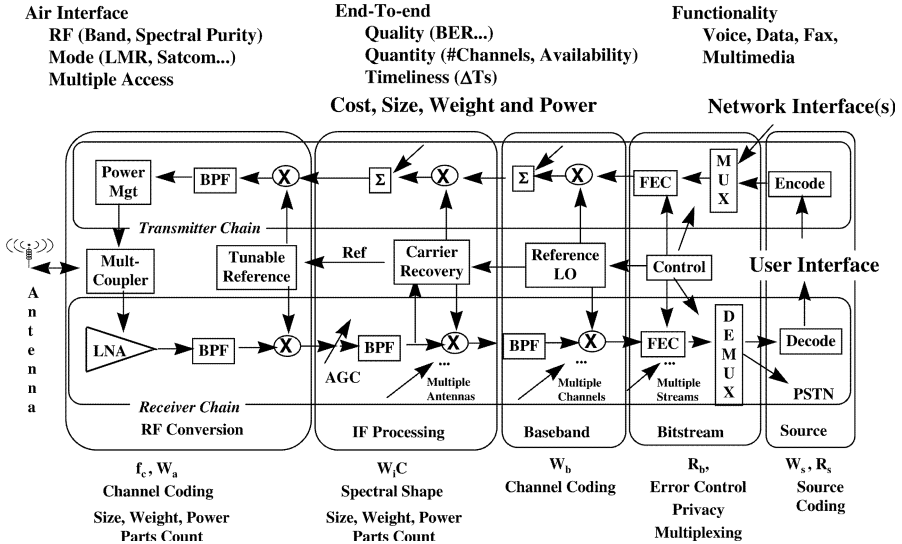 Air Interface
RF (Band, Spectral Purity)
Mode (LMR, Satcom...)
Multiple Access
End-To-end
Quality (BER...)
Quantity (#Channels, Availability)
Timeliness (ΔTs)
Functionality
Voice, Data, Fax,
Multimedia
Cost, Size, Weight and Power
Network Interface(s)
Power
Mgt
BPF
X
Σ
X
Σ
X
FEC
MUX
Encode
Transmitter Chain
Antenna
Mult-
Coupler
Tunable
Reference
Ref
Carrier
Recovery
Reference
LO
Control
User Interface
LNA
BPF
X
AGC
BPF
X
...
Multiple
Antennas
BPF
X
...
Multiple
Channels
FEC
...
Multiple
Streams
DEMUX
Decode
PSTN
Receiver Chain
RF Conversion
IF Processing
Baseband
Bitstream
Source
fc , Wa
Channel Coding
Size, Weight, Power
Parts Count
WiC
Spectral Shape
Size, Weight, Power
Parts Count
Wb
Channel Coding
Rb,
Error Control
Privacy
Multiplexing
Ws , Rs
Source
Coding